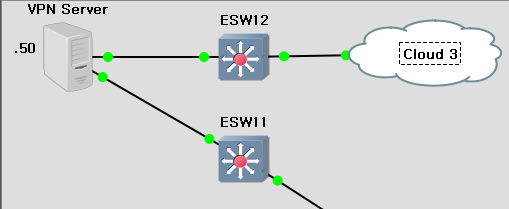 VPN Server
.50
ESW12
Cloud 3
ESW11